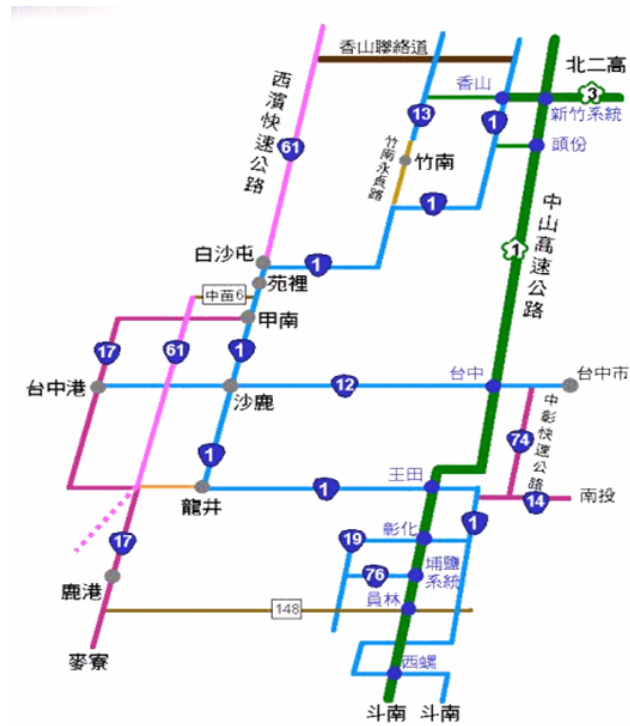 香山聯絡道
北二高
3
香山
新竹系統
西濱快速公路
13
1
頭份
61
竹南永貞路
竹南
1
中山高速公路
1
白沙屯
1
苑裡
中苗6
甲南
17
61
1
台中港
沙鹿
12
台中
台中市
中彰快速公路
74
1
王田
龍井
1
14
南投
1
17
19
彰化
76
埔鹽系統
鹿港
148
員林
麥寮
西螺
斗南
斗南